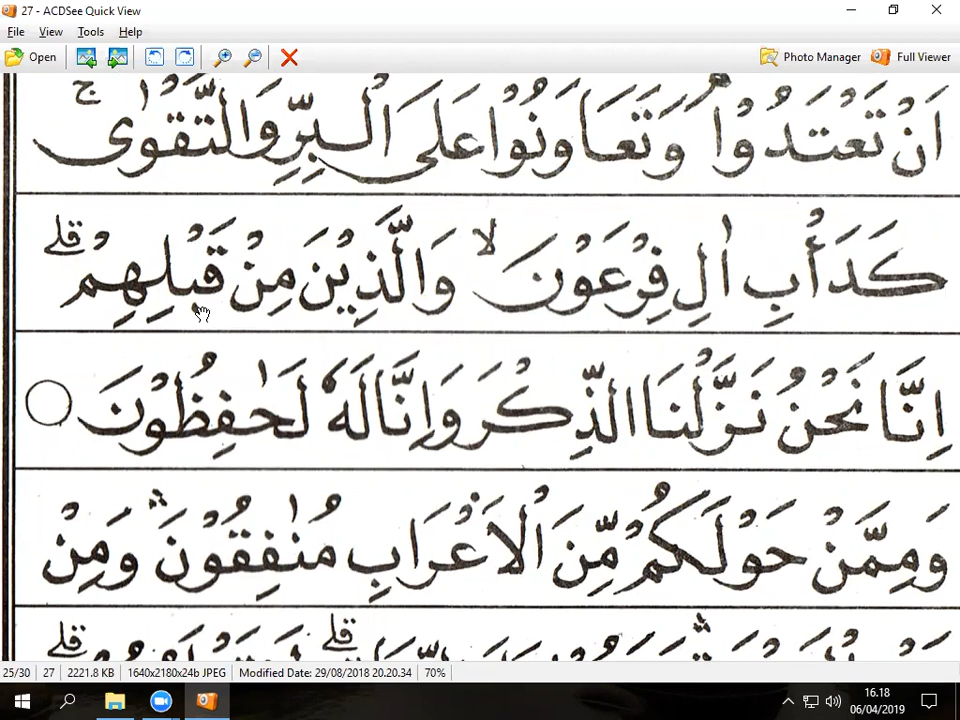 27 - ACDSee Quick View
File View Tools Help
Open Photo Manager Full Viewer
اَنْ تَعْتَدُوْا ۘ وَتَعَاوَنُوْا عَلَى الْبِرِّ وَالتَّقْوٰى ۚ
كَدَأْبِ اٰلِ فِرْعَوْنَ ۙ وَالَّذِيْنَ مِنْ قَبْلِهِمْ ۗ
اِنَّا نَحْنُ نَزَّلْنَا الذِّكْرَ وَاِنَّا لَهٗ لَحٰفِظُوْنَ
وَمِمَّنْ حَوْلَكُمْ مِّنَ الْاَعْرَابِ مُنٰفِقُوْنَ ۛ وَمِنْ
25/30 27 2221.8 KB 1640x2180x24b JPEG Modified Date: 29/08/2018 20.20.34 70%
16.18
06/04/2019